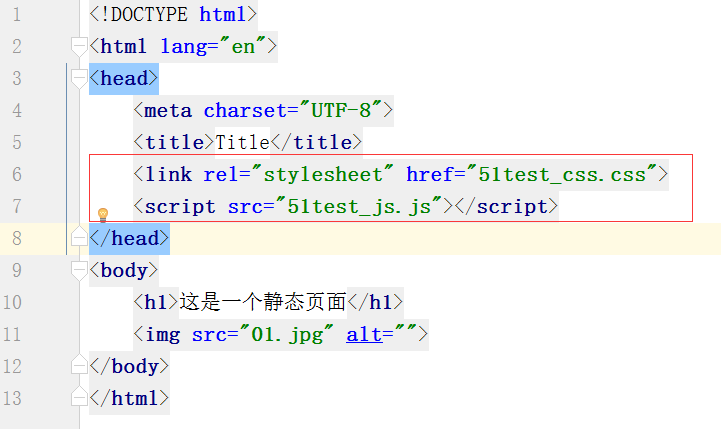 1 <!DOCTYPE html>
2 <html lang="en">
3 <head>
4 <meta charset="UTF-8">
5 <title>Title</title>
6 <link rel="stylesheet" href="51test_css.css">
7 <script src="51test_js.js"></script>
8 </head>
9 <body>
10 <h1>这是一个静态页面</h1>
11 <img src="01.jpg" alt="">
12 </body>
13 </html>